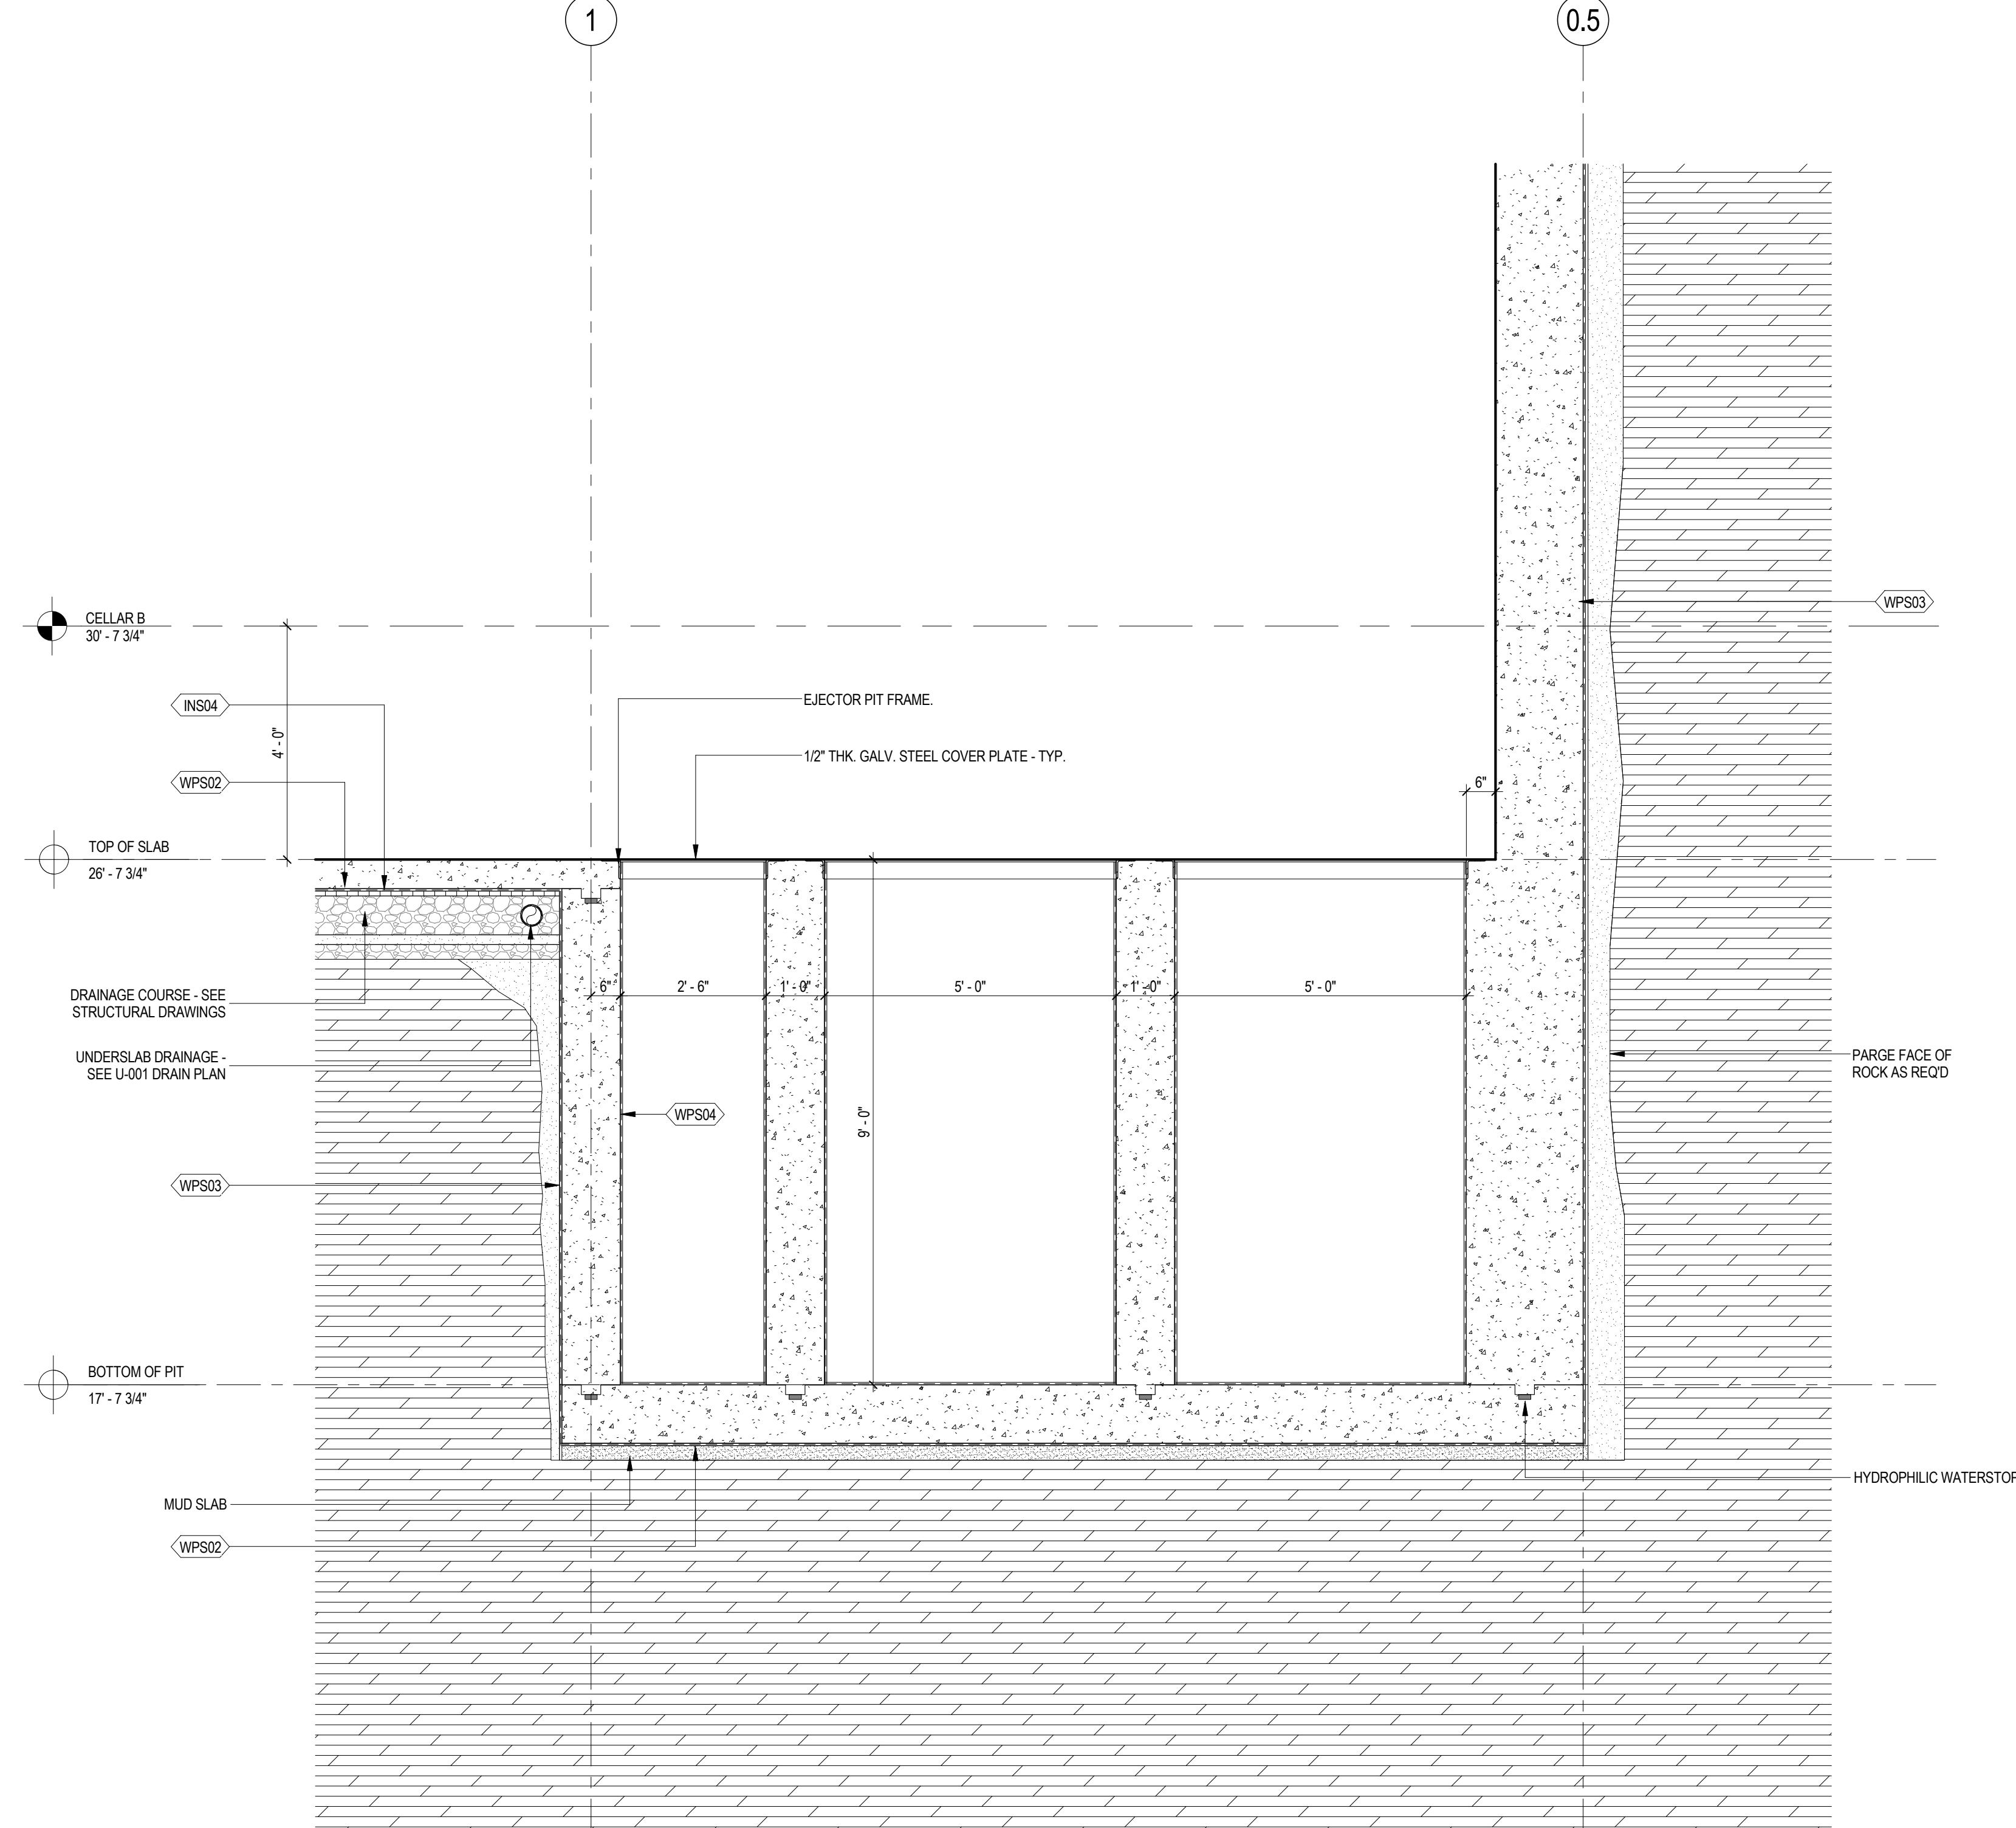 1
0.5
CELLAR B
30' - 7 3/4"
WPS03
INS04
EJECTOR PIT FRAME.
4' - 0"
1/2" THK. GALV. STEEL COVER PLATE - TYP.
WPS02
6"
TOP OF SLAB
26' - 7 3/4"
6"
2' - 6"
1' - 0"
5' - 0"
1' - 0"
5' - 0"
DRAINAGE COURSE - SEE
STRUCTURAL DRAWINGS
UNDERSLAB DRAINAGE -
SEE U-001 DRAIN PLAN
PARGE FACE OF
ROCK AS REQ'D
WPS04
9' - 0"
WPS03
BOTTOM OF PIT
17' - 7 3/4"
HYDROPHILIC WATERSTOP
MUD SLAB
WPS02